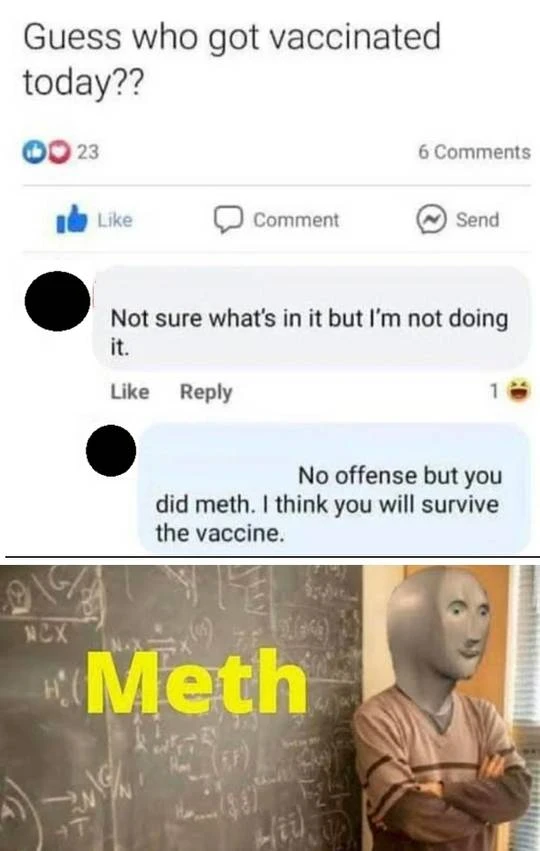 Guess who got vaccinated
today??
23
6 Comments
Like
Comment
Send
Not sure what's in it but I'm not doing
it.
Like Reply
1
No offense but you
did meth. I think you will survive
the vaccine.
NCX
Meth